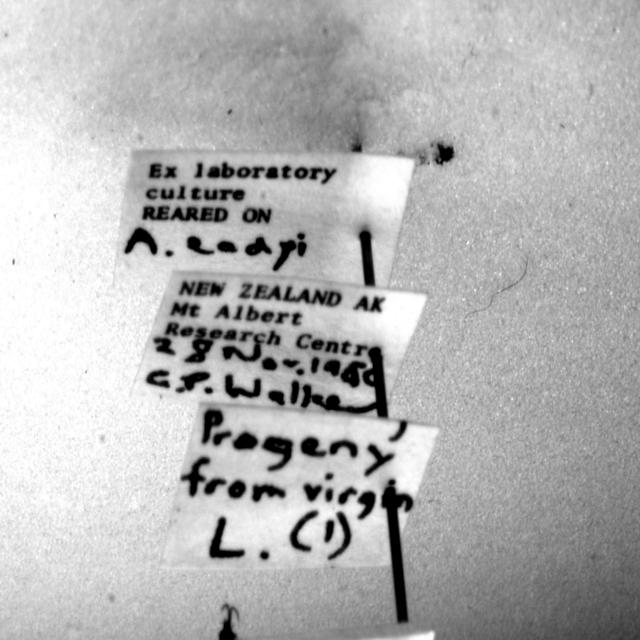 Ex laboratory
culture
REARED ON
A. eadyi
NEW ZEALAND AK
Mt Albert
Research Centre
28 Nov. 1980
C.P. Walker
Progeny
from virgin
L. (1)